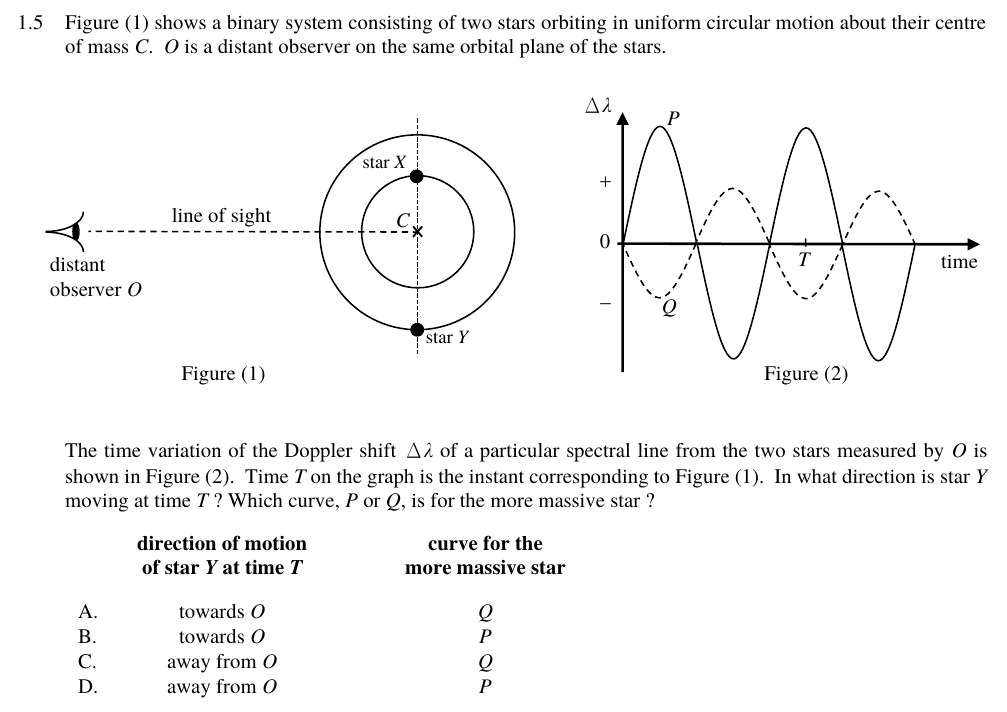 1.5 Figure (1) shows a binary system consisting of two stars orbiting in uniform circular motion about their centre
of mass C. O is a distant observer on the same orbital plane of the stars.
Δλ
P
star X
+
line of sight
C
0
distant
observer O
T
time
−
Q
star Y
Figure (1)
Figure (2)
The time variation of the Doppler shift Δλ of a particular spectral line from the two stars measured by O is
shown in Figure (2). Time T on the graph is the instant corresponding to Figure (1). In what direction is star Y
moving at time T ? Which curve, P or Q, is for the more massive star ?
direction of motion curve for the
of star Y at time T more massive star
A. towards O Q
B. towards O P
C. away from O Q
D. away from O P